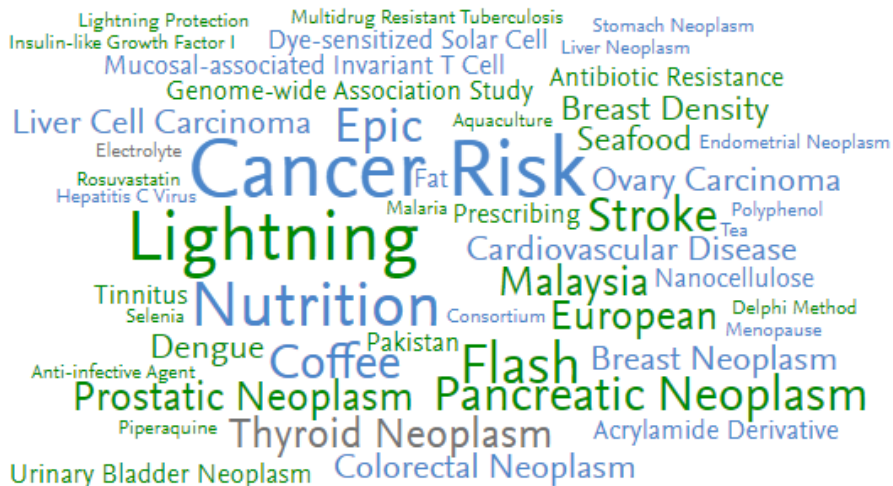 Lightning Protection
Multidrug Resistant Tuberculosis
Stomach Neoplasm
Insulin-like Growth Factor I
Dye-sensitized Solar Cell
Liver Neoplasm
Mucosal-associated Invariant T Cell
Antibiotic Resistance
Genome-wide Association Study
Breast Density
Liver Cell Carcinoma
Epic
Aquaculture
Seafood
Endometrial Neoplasm
Electrolyte
Cancer Risk
Rosuvastatin
Fat
Ovary Carcinoma
Hepatitis C Virus
Malaria
Prescribing
Stroke
Polyphenol
Tea
Lightning
Cardiovascular Disease
Malaysia
Nanocellulose
Tinnitus
Nutrition
Selenia
Consortium
European
Delphi Method
Menopause
Dengue
Coffee
Pakistan
Flash
Breast Neoplasm
Anti-infective Agent
Prostatic Neoplasm
Pancreatic Neoplasm
Piperaquine
Thyroid Neoplasm
Acrylamide Derivative
Urinary Bladder Neoplasm
Colorectal Neoplasm